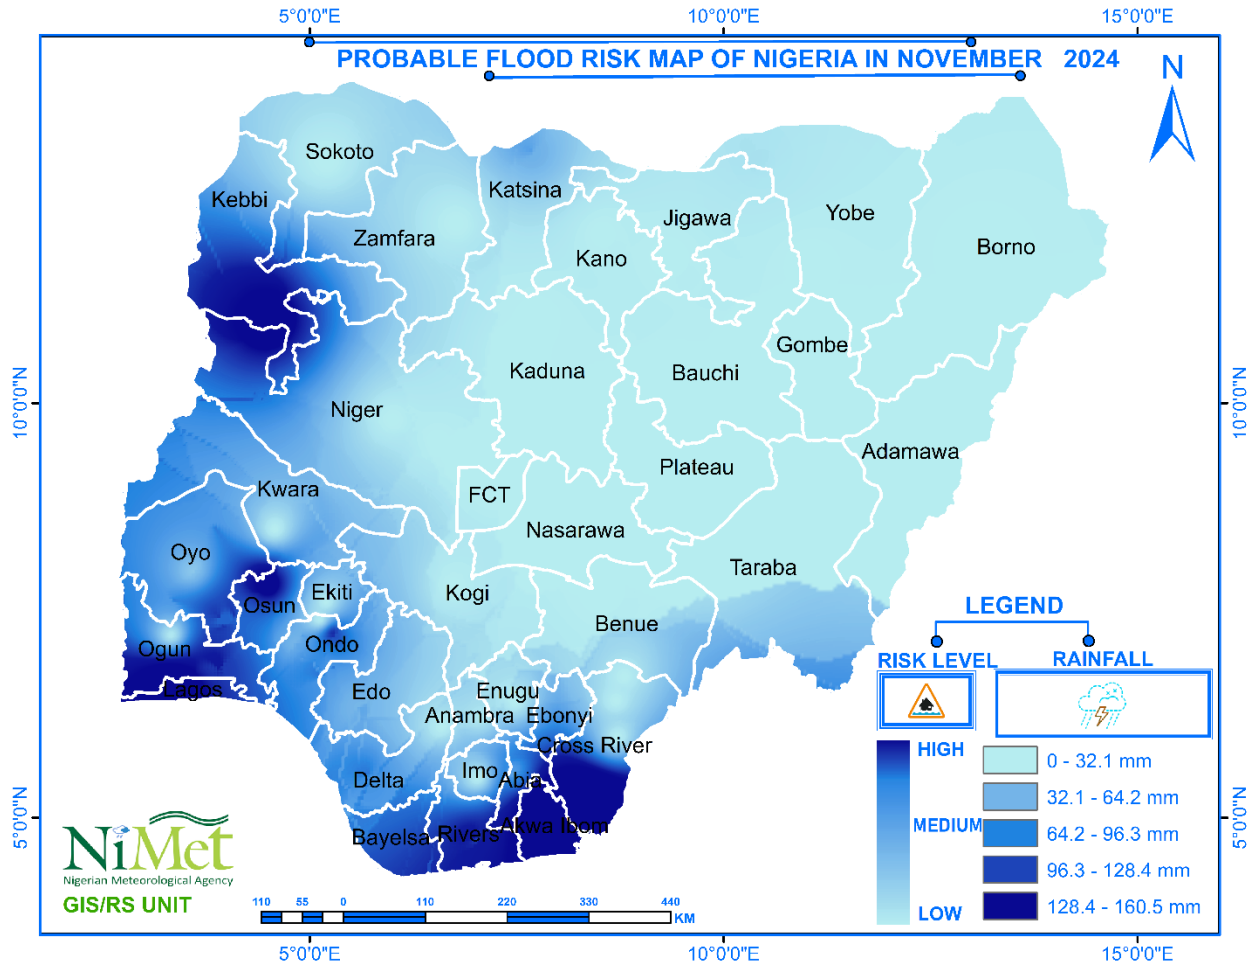 5°0'0"E 10°0'0"E 15°0'0"E
PROBABLE FLOOD RISK MAP OF NIGERIA IN NOVEMBER 2024
N
Sokoto
Kebbi
Katsina
Zamfara
Kano
Jigawa
Yobe
Borno
Gombe
Kaduna
Bauchi
Niger
10°0'0"N
10°0'0"N
Adamawa
Plateau
Kwara
FCT
Nasarawa
Oyo
Taraba
Osun
Ekiti
Kogi
Benue
Ogun
Ondo
Lagos
Edo
Enugu
Anambra
Ebonyi
Cross River
Imo
Abia
Delta
Bayelsa
Rivers
Akwa Ibom
5°0'0"N
5°0'0"N
LEGEND
RISK LEVEL
RAINFALL
HIGH
MEDIUM
LOW
0 - 32.1 mm
32.1 - 64.2 mm
64.2 - 96.3 mm
96.3 - 128.4 mm
128.4 - 160.5 mm
NiMet
Nigerian Meteorological Agency
GIS/RS UNIT
110 55 0 110 220 330 440
KM
5°0'0"E 10°0'0"E 15°0'0"E